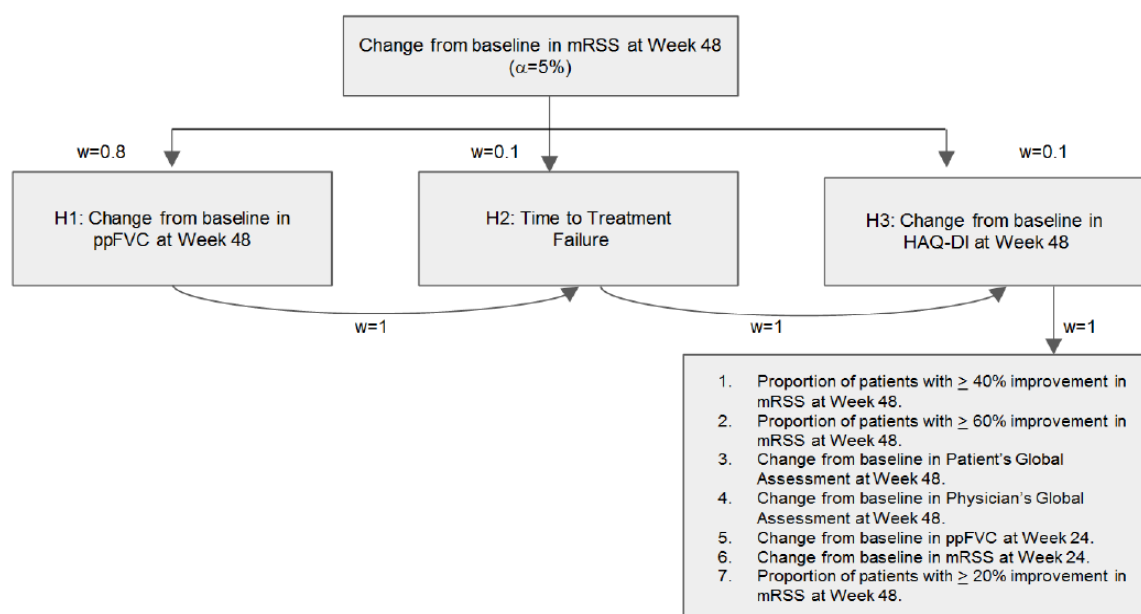 Change from baseline in mRSS at Week 48
(α=5%)
w=0.8
w=0.1
w=0.1
H1: Change from baseline in
ppFVC at Week 48
H2: Time to Treatment
Failure
H3: Change from baseline in
HAQ-DI at Week 48
w=1
w=1
w=1
1. Proportion of patients with ≥ 40% improvement in
mRSS at Week 48.
2. Proportion of patients with ≥ 60% improvement in
mRSS at Week 48.
3. Change from baseline in Patient's Global
Assessment at Week 48.
4. Change from baseline in Physician's Global
Assessment at Week 48.
5. Change from baseline in ppFVC at Week 24.
6. Change from baseline in mRSS at Week 24.
7. Proportion of patients with ≥ 20% improvement in
mRSS at Week 48.